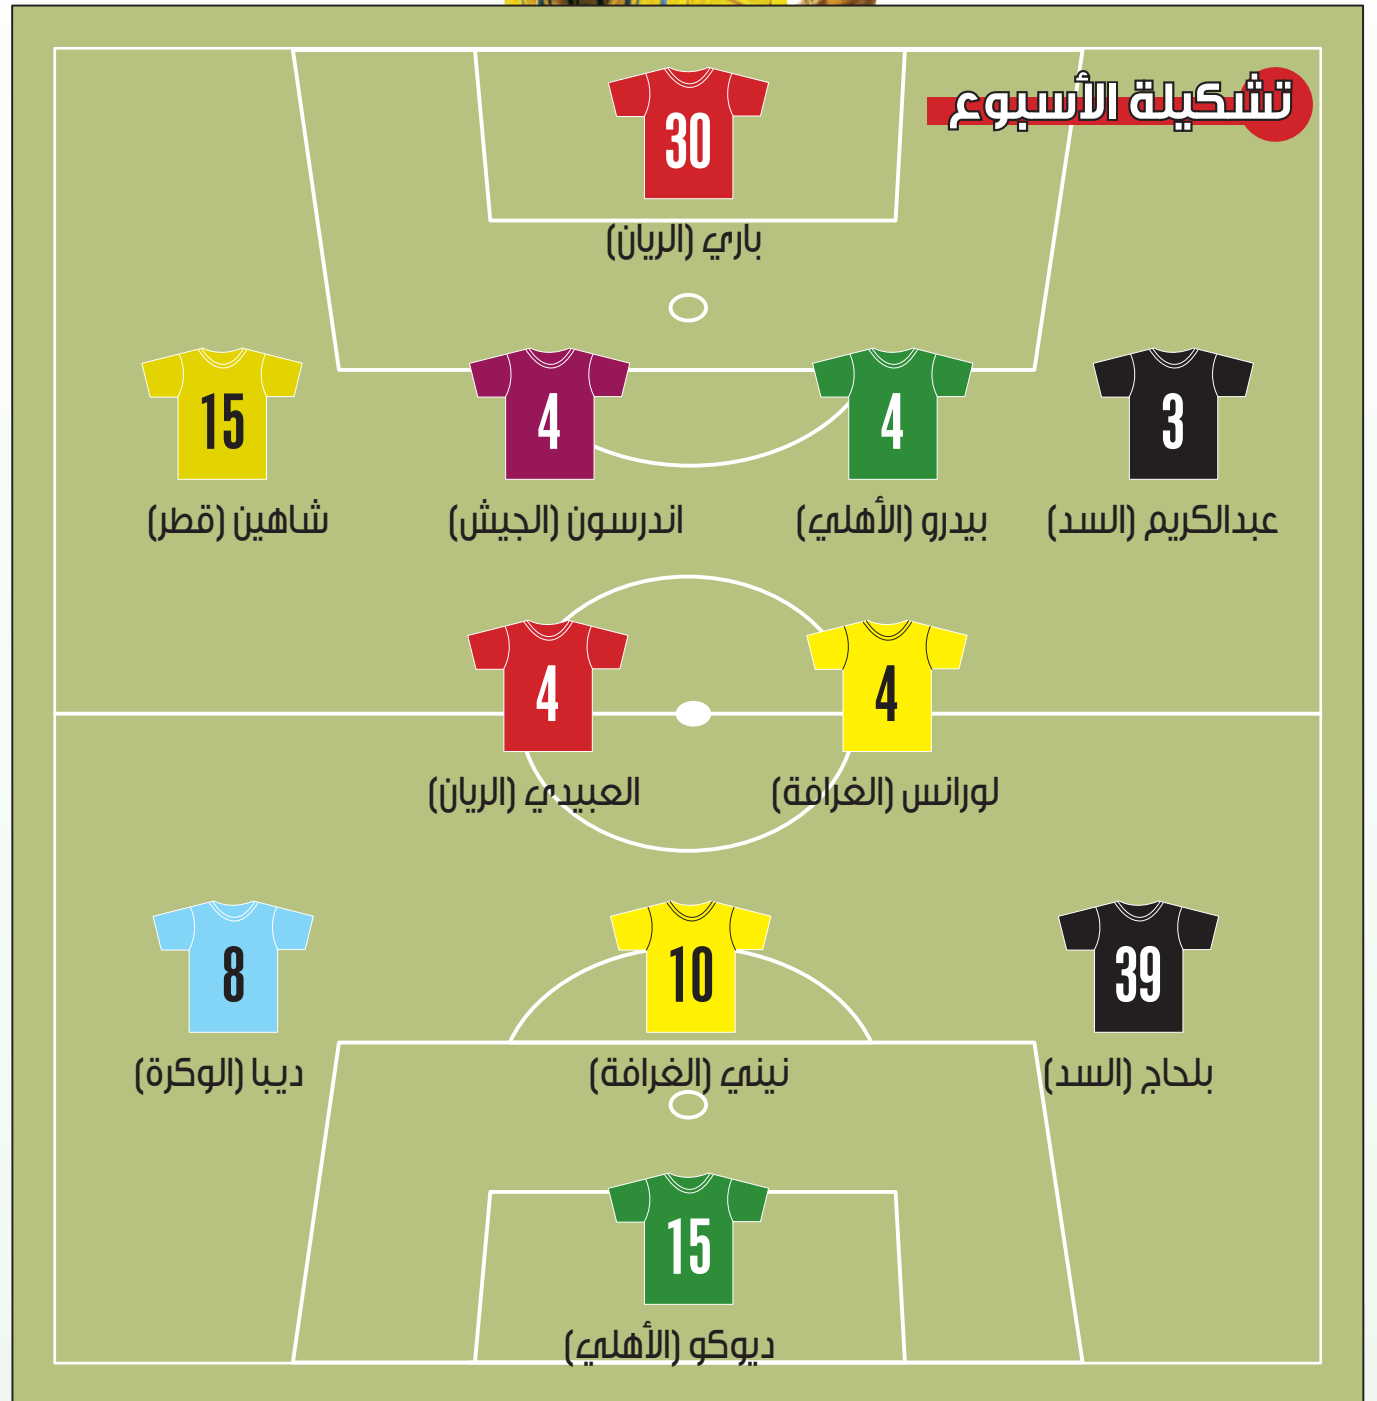 تشكيلة الأسبوع
30
باري (الريان)
3
4
4
15
عبدالكريم (السد)
بيدرو (الأهلي)
اندرسون (الجيش)
شاهين (قطر)
4
4
لورانس (الغرافة)
العبيدي (الريان)
39
10
8
بلحاج (السد)
نيني (الغرافة)
ديبا (الوكرة)
15
ديوكو (الأهلي)